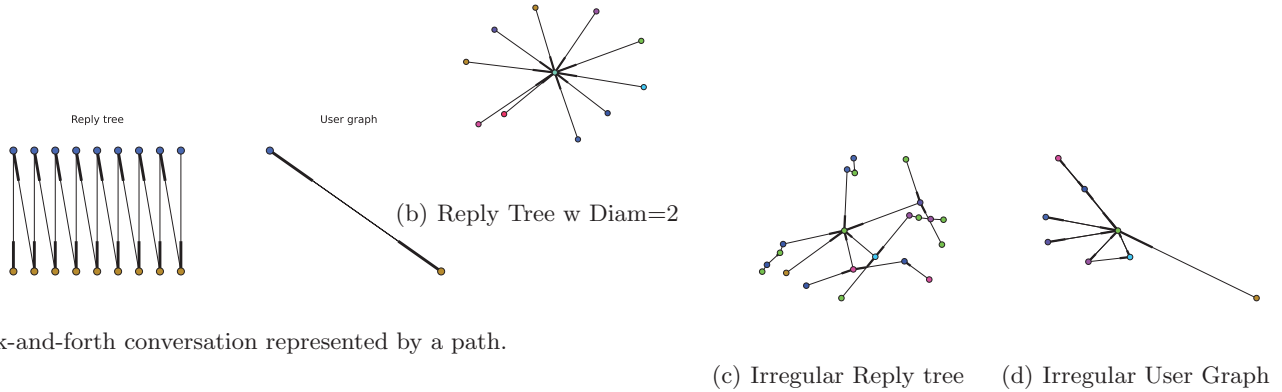 Reply tree
User graph
(b) Reply Tree w Diam=2
-and-forth conversation represented by a path.
(c) Irregular Reply tree
(d) Irregular User Graph